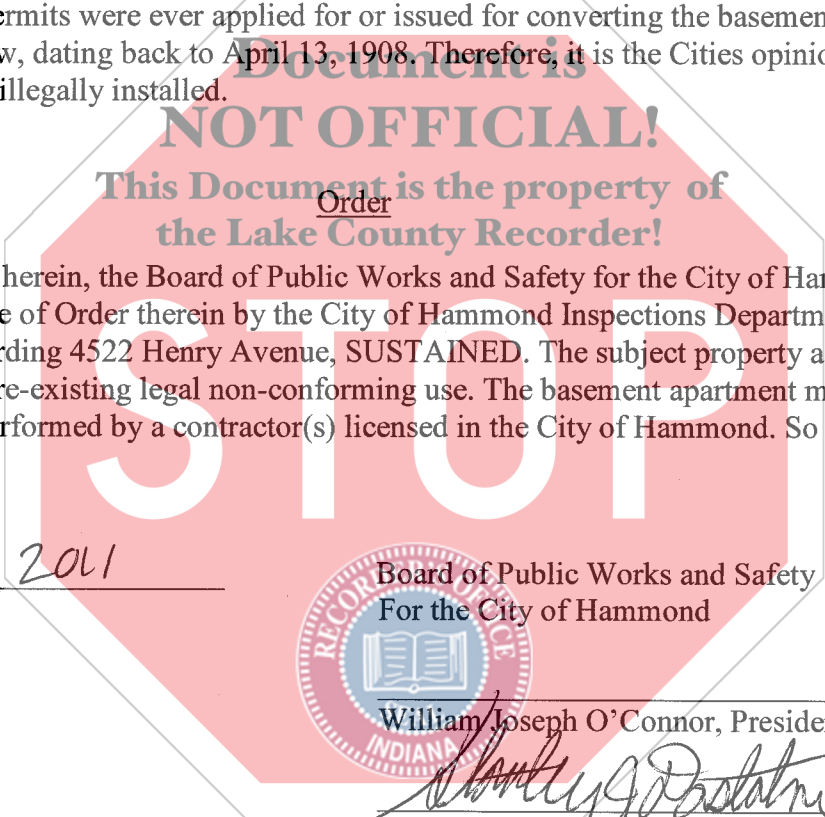 ermits were ever applied for or issued for converting the basemen
w, dating back to April 13, 1908. Therefore, it is the Cities opinio
illegally installed.
Document is
NOT OFFICIAL!
This Document is the property of
the Lake County Recorder!
Order
herein, the Board of Public Works and Safety for the City of Ha
e of Order therein by the City of Hammond Inspections Departm
rding 4522 Henry Avenue, SUSTAINED. The subject property a
re-existing legal non-conforming use. The basement apartment m
rformed by a contractor(s) licensed in the City of Hammond. So
STOP
2011
Board of Public Works and Safety
For the City of Hammond
RECORDER'S OFFICE
INDIANA
William Joseph O'Connor, Preside
Stanley J